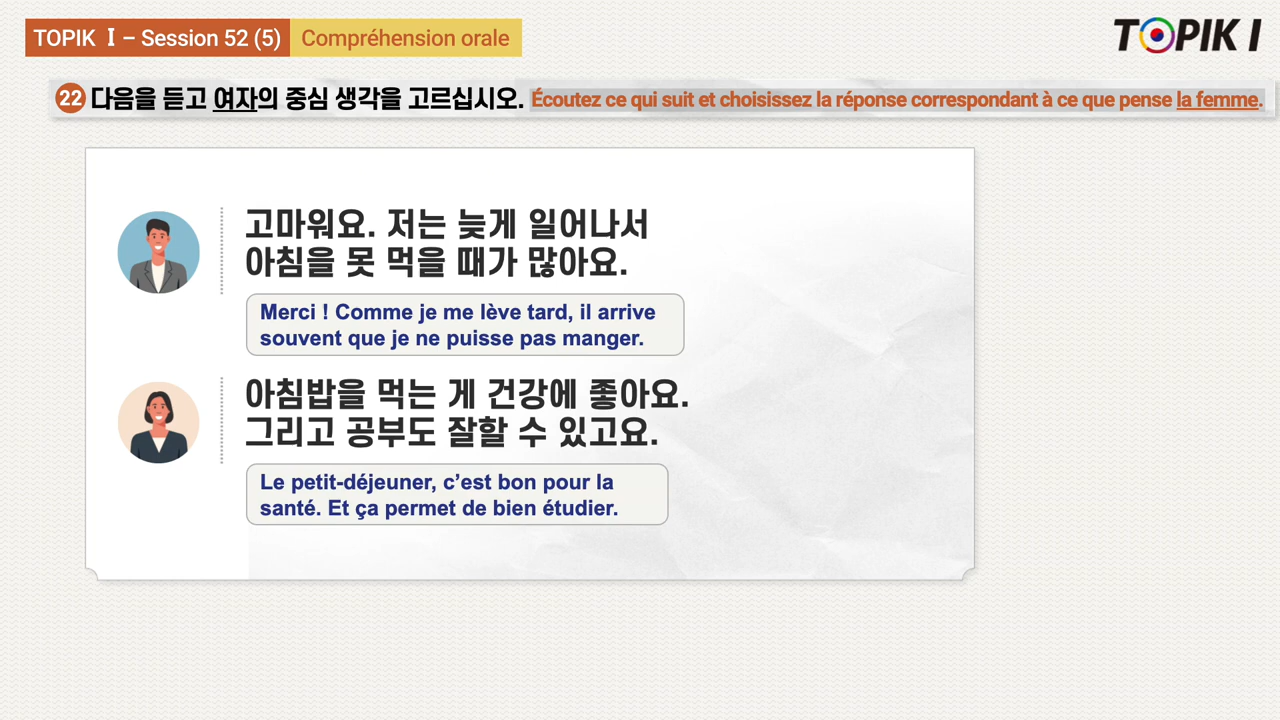 TOPIK I – Session 52 (5) Compréhension orale
TOPIK I
22 다음을 듣고 여자의 중심 생각을 고르십시오. Écoutez ce qui suit et choisissez la réponse correspondant à ce que pense la femme.
고마워요. 저는 늦게 일어나서
아침을 못 먹을 때가 많아요.
Merci ! Comme je me lève tard, il arrive
souvent que je ne puisse pas manger.
아침밥을 먹는 게 건강에 좋아요.
그리고 공부도 잘할 수 있고요.
Le petit-déjeuner, c’est bon pour la
santé. Et ça permet de bien étudier.